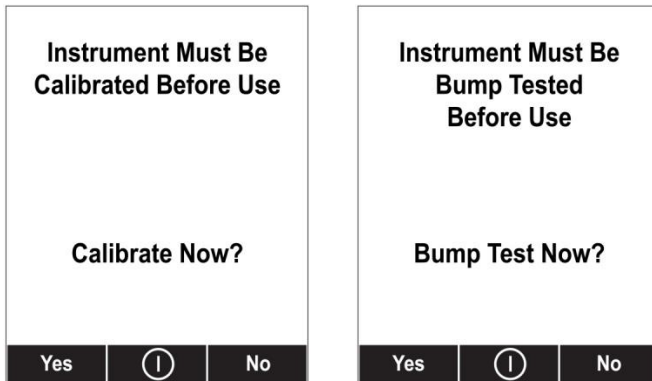 Instrument Must Be
Calibrated Before Use
Calibrate Now?
Yes No
Instrument Must Be
Bump Tested
Before Use
Bump Test Now?
Yes No